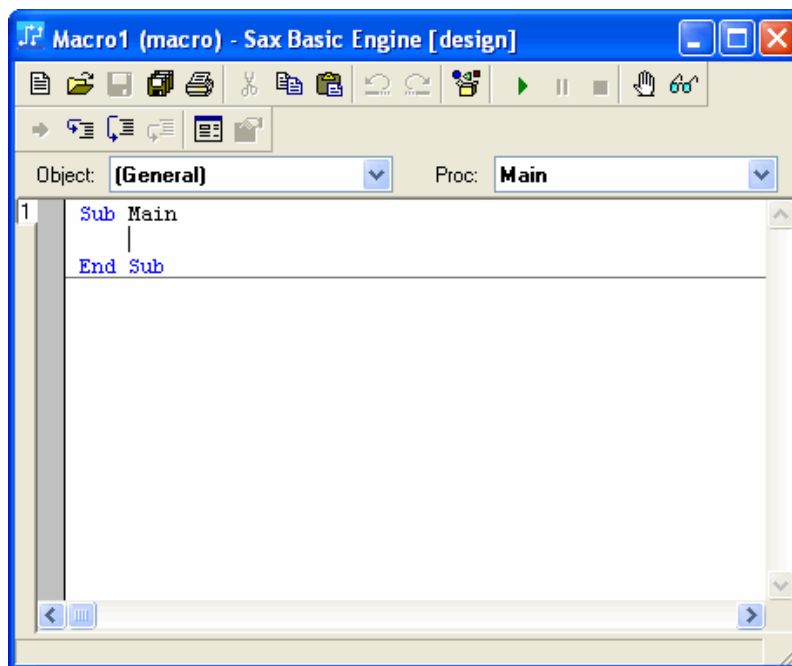 Macro1 (macro) - Sax Basic Engine [design]
Object: (General) Proc: Main
1
Sub Main
End Sub